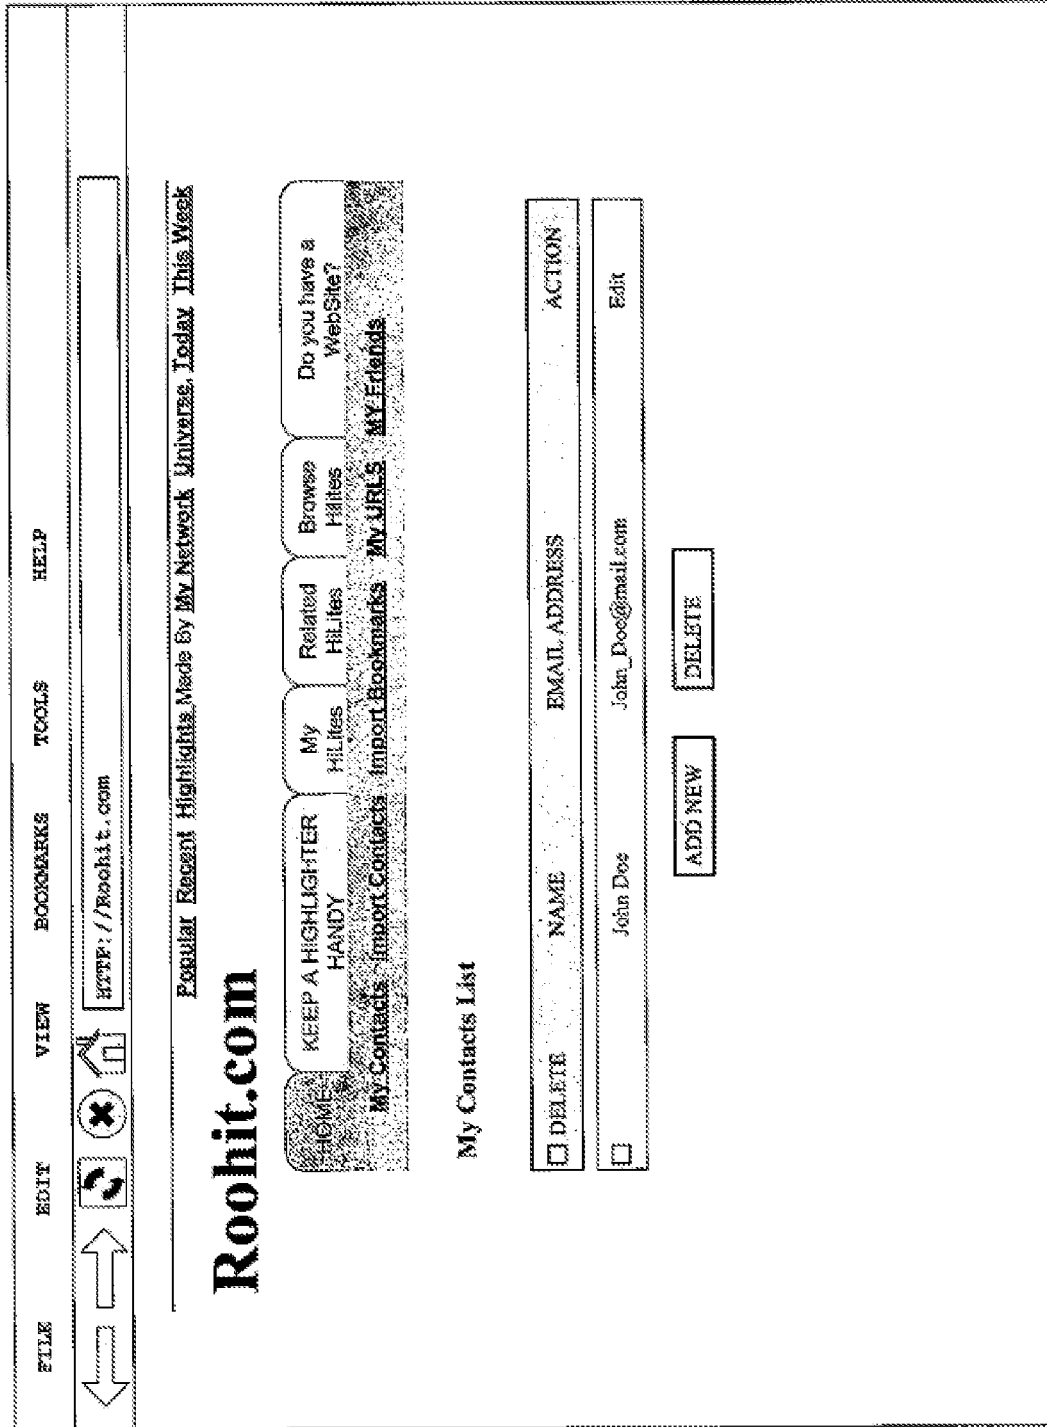 FILE EDIT VIEW BOOKMARKS TOOLS HELP
HTTP://Roohit.com
Popular Recent Highlights Made By My Network Universe, Today This Week
Roohit.com
HOME
KEEP A HIGHLIGHTER
HANDY
My
HiLites
Related
HiLites
Browse
Hilites
Do you have a
WebSite?
My Contacts Import Contacts Import Bookmarks My URLS MY Friends
My Contacts List
DELETE NAME EMAIL ADDRESS ACTION
John Doe John_Doe@mail.com Edit
ADD NEW DELETE